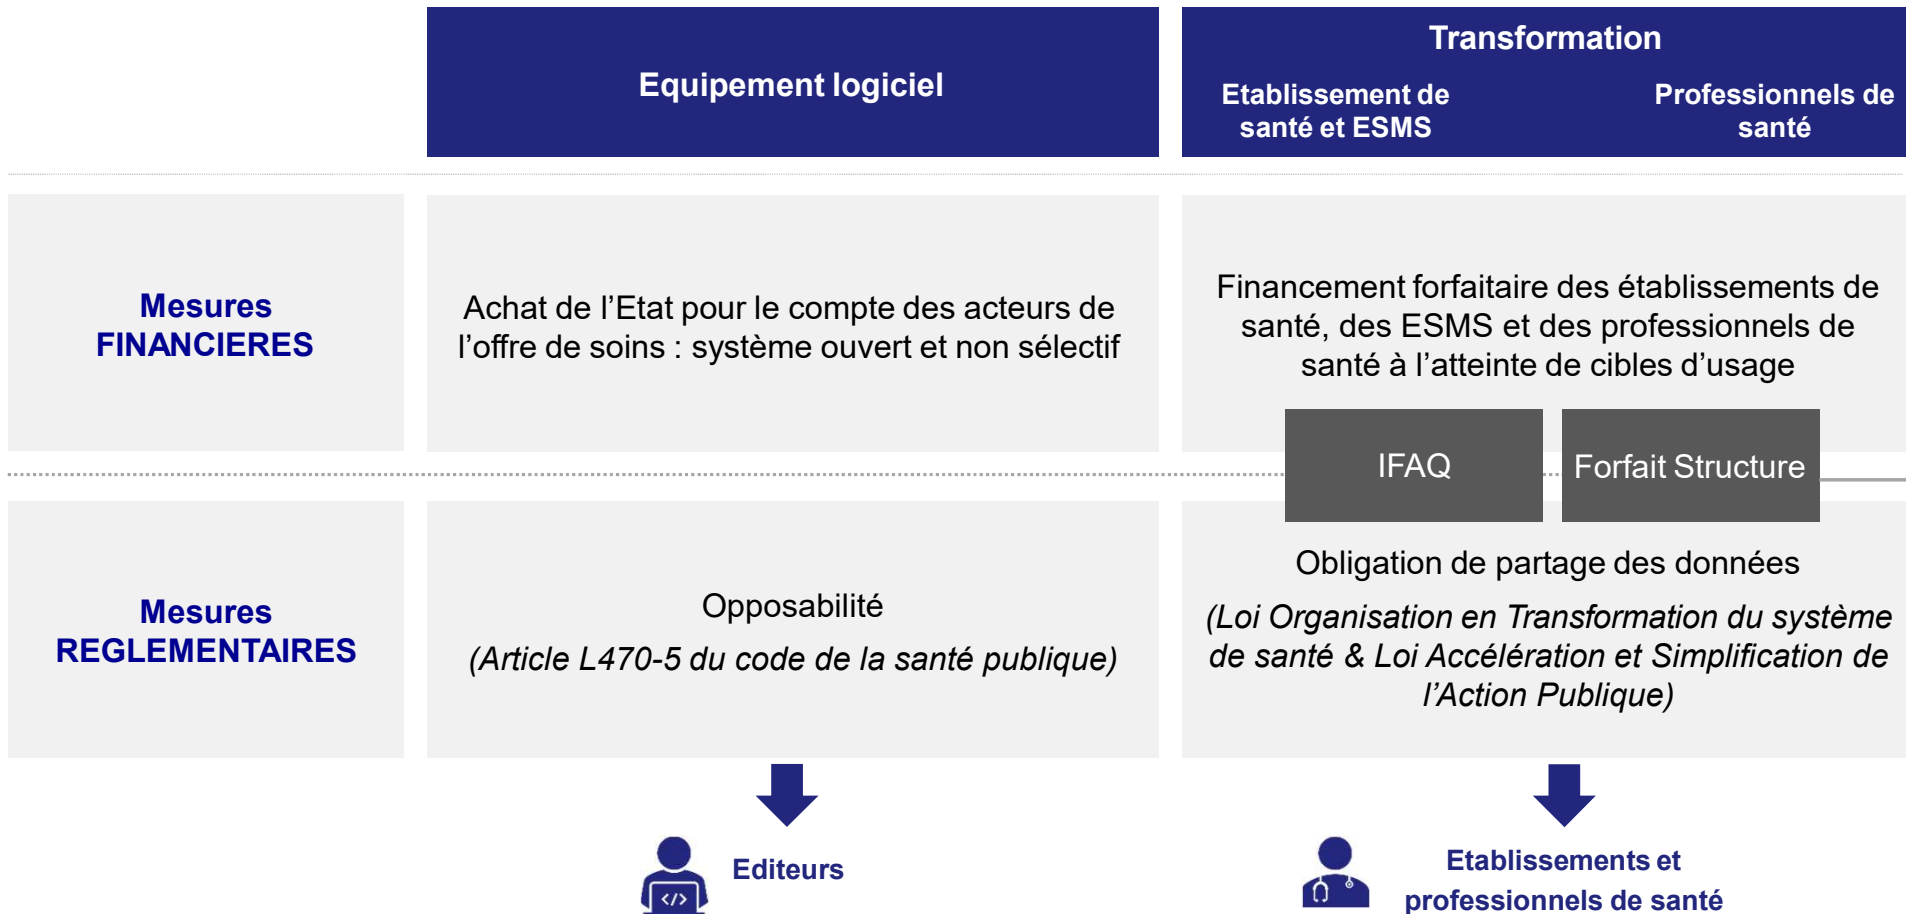 Equipement logiciel
Transformation
Etablissement de
santé et ESMS
Professionnels de
santé
Mesures
FINANCIERES
Achat de l’Etat pour le compte des acteurs de
l’offre de soins : système ouvert et non sélectif
Financement forfaitaire des établissements de
santé, des ESMS et des professionnels de
santé à l’atteinte de cibles d’usage
IFAQ
Forfait Structure
Mesures
REGLEMENTAIRES
Opposabilité
(Article L470-5 du code de la santé publique)
Obligation de partage des données
(Loi Organisation en Transformation du système
de santé & Loi Accélération et Simplification de
l’Action Publique)
</>
Editeurs
Etablissements et
professionnels de santé